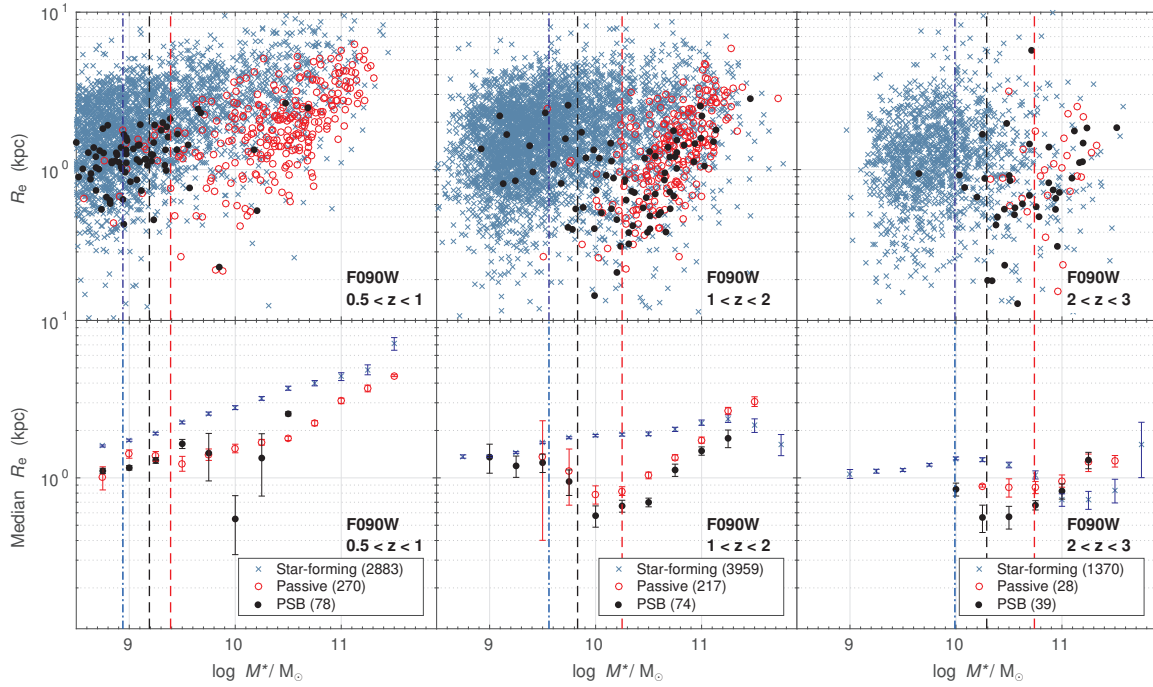 10¹
10⁰
R_e (kpc)
F090W
0.5 < z < 1
F090W
1 < z < 2
F090W
2 < z < 3
10¹
10⁰
Median R_e (kpc)
F090W
0.5 < z < 1
× Star-forming (2883)
○ Passive (270)
● PSB (78)
F090W
1 < z < 2
× Star-forming (3959)
○ Passive (217)
● PSB (74)
F090W
2 < z < 3
× Star-forming (1370)
○ Passive (28)
● PSB (39)
9 10 11
9 10 11
9 10 11
log M*/ M☉
log M*/ M☉
log M*/ M☉